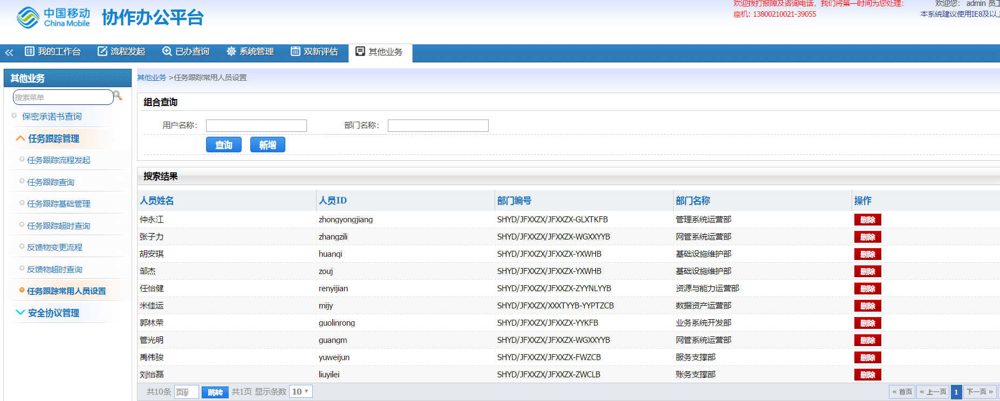 中国移动
China Mobile
协作办公平台
欢迎拨打报障及咨询电话，我们将第一时间为您处理：
座机: 13800210021-39055
欢迎您： admin 员工
本系统建议使用IE8及以上
我的工作台 流程发起 已办查询 系统管理 双新评估 其他业务
其他业务
搜索菜单
保密承诺书查询
任务跟踪管理
任务跟踪流程发起
任务跟踪查询
任务跟踪基础管理
任务跟踪超时查询
反馈物变更流程
反馈物超时查询
任务跟踪常用人员设置
安全协议管理
其他业务 >任务跟踪常用人员设置
组合查询
用户名称： 部门名称：
查询 新增
搜索结果
人员姓名 人员ID 部门编号 部门名称 操作
仲永江 zhongyongjiang SHYD/JFXXZX/JFXXZX-GLXTKFB 管理系统运营部 删除
张子力 zhangzili SHYD/JFXXZX/JFXXZX-WGXXYYB 网管系统运营部 删除
胡安琪 huanqi SHYD/JFXXZX/JFXXZX-YXWHB 基础设施维护部 删除
邹杰 zouj SHYD/JFXXZX/JFXXZX-YXWHB 基础设施维护部 删除
任怡健 renyijian SHYD/JFXXZX/JFXXZX-ZYYNLYYB 资源与能力运营部 删除
米佳运 mijy SHYD/JFXXZX/XXXTYYB-YYPTZCB 数据资产运营部 删除
郭林荣 guolinrong SHYD/JFXXZX/JFXXZX-YYKFB 业务系统开发部 删除
管光明 guangm SHYD/JFXXZX/JFXXZX-WGXXYYB 网管系统运营部 删除
禹伟骏 yuweijun SHYD/JFXXZX/JFXXZX-FWZCB 服务支撑部 删除
刘怡磊 liuyilei SHYD/JFXXZX/JFXXZX-ZWCLB 账务支撑部 删除
共10条 页码 跳转 共1页 显示条数 10 « 首页 « 上一页 1 下一页 »